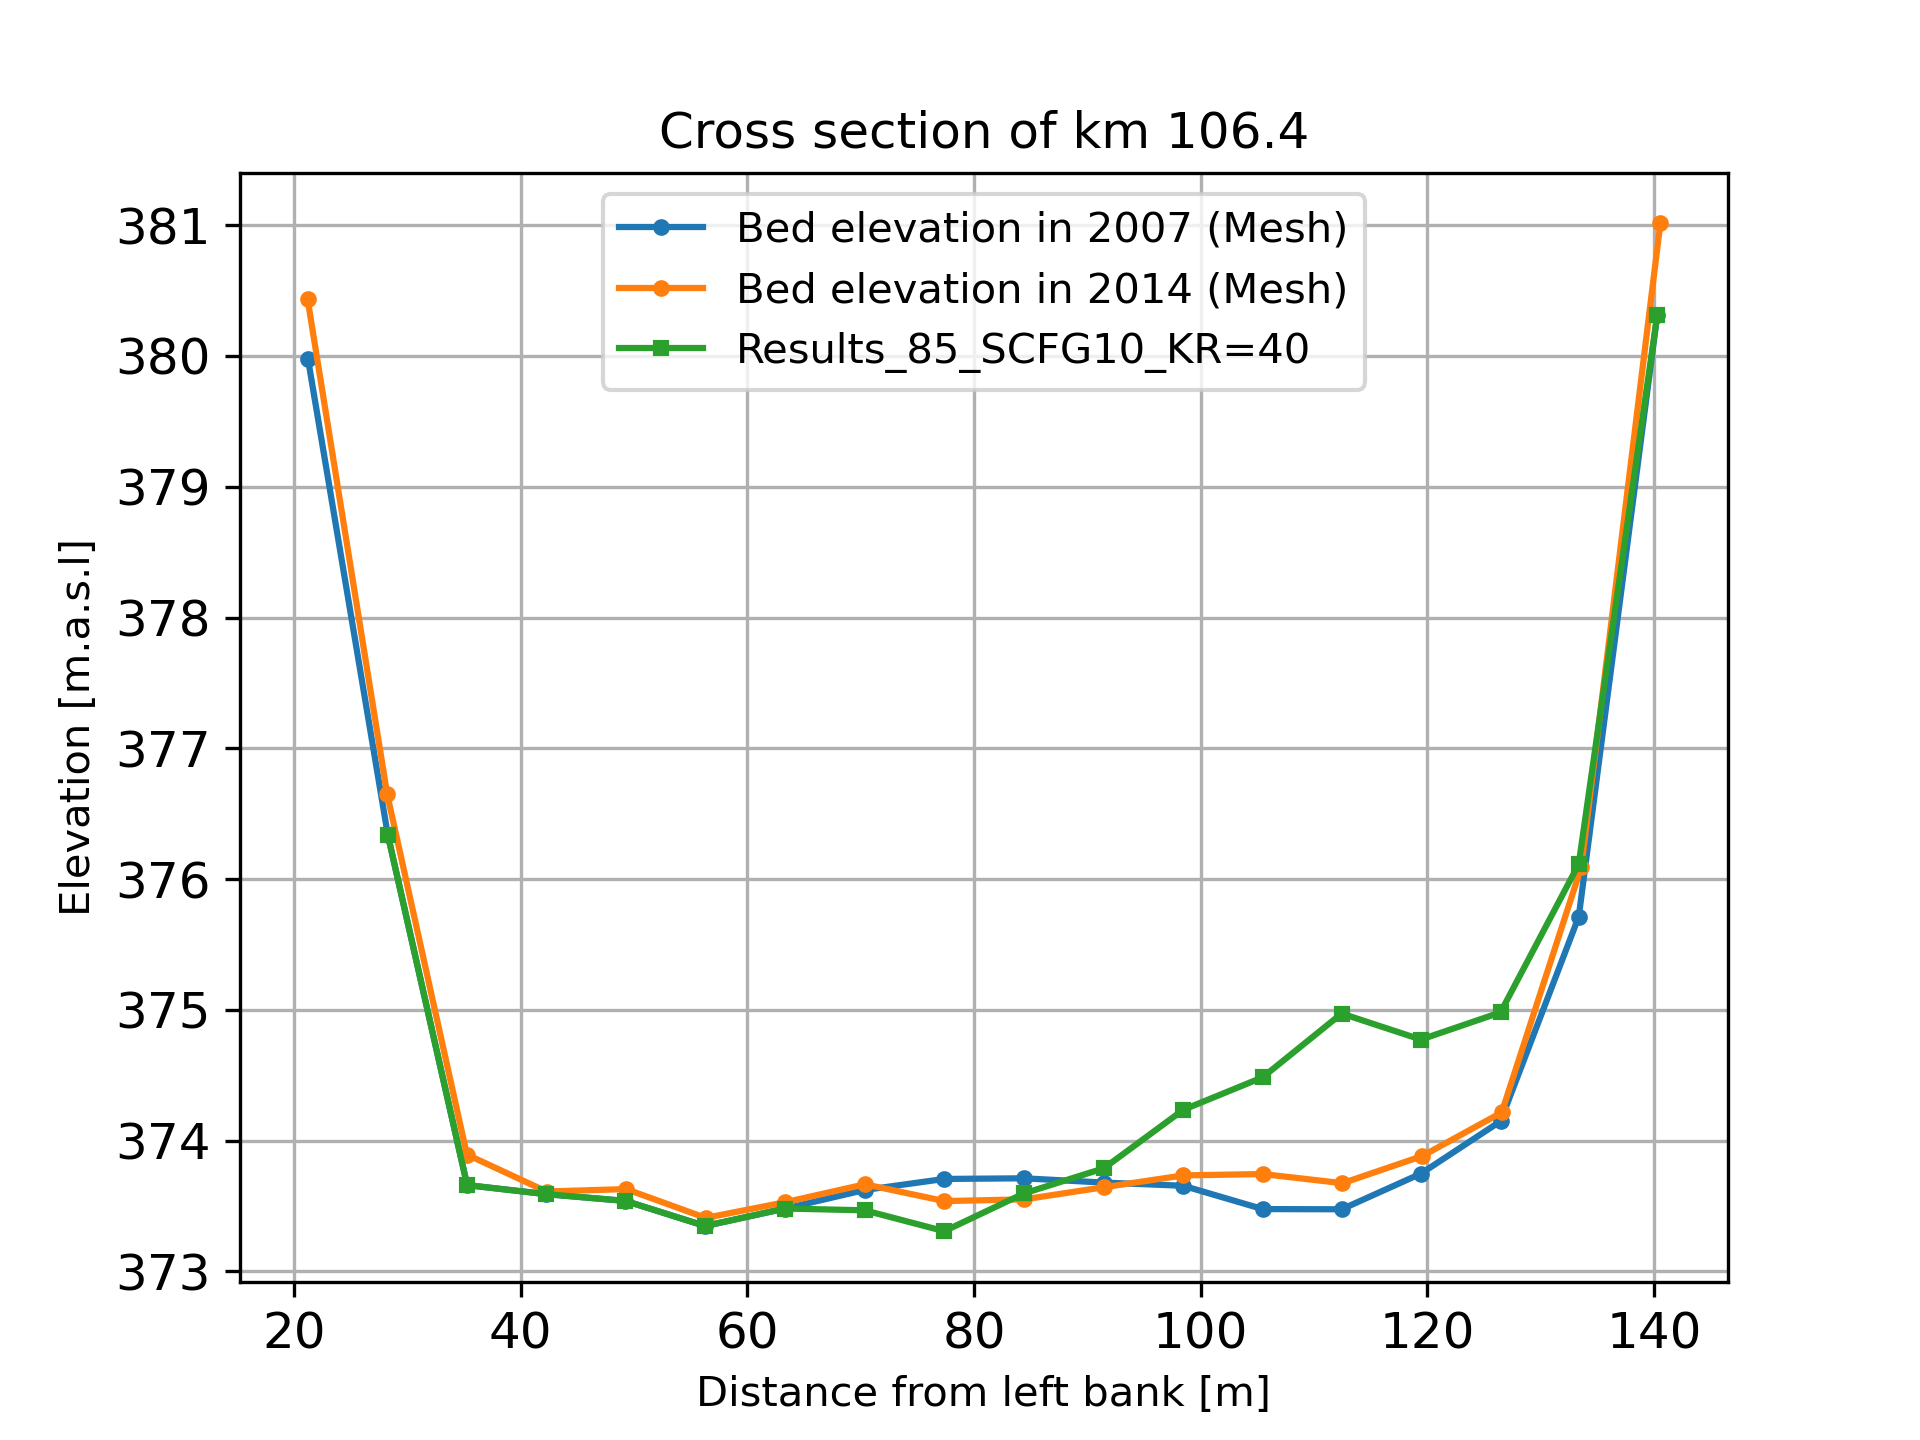 Cross section of km 106.4
Bed elevation in 2007 (Mesh)
Bed elevation in 2014 (Mesh)
Results_85_SCFG10_KR=40
381
380
379
378
377
376
375
374
373
Elevation [m.a.s.l]
20 40 60 80 100 120 140
Distance from left bank [m]